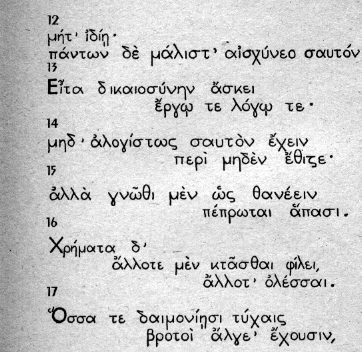 12
μήτ' ἰδίῃ·
πάντων δὲ μάλιστ' αἰσχύνεο σαυτόν
13
Εἶτα δικαιοσύνην ἄσκει
ἔργῳ τε λόγῳ τε·
14
μηδ' ἀλογίστως σαυτὸν ἔχειν
περὶ μηδὲν ἔθιζε·
15
ἀλλὰ γνῶθι μὲν ὡς θανέειν
πέπρωται ἅπασι.
16
Χρήματα δ'
ἄλλοτε μὲν κτᾶσθαι φίλει,
ἄλλοτ' ὀλέσσαι.
17
Ὅσσα τε δαιμονίησι τύχαις
βροτοὶ ἄλγε' ἔχουσιν,